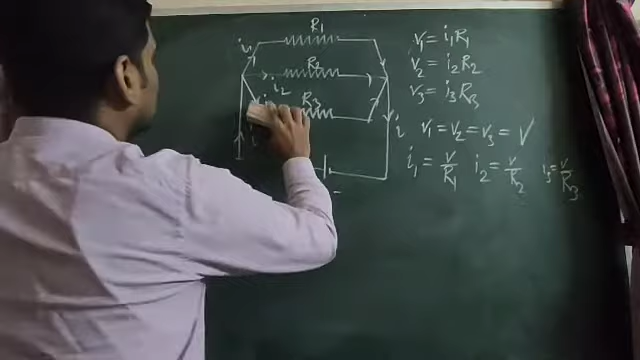 R₁
i₁
R₂
i₂
R₃
i
i
-
v₁ = i₁R₁
v₂ = i₂R₂
v₃ = i₃R₃
v₁ = v₂ = v₃ = V
i₁ = v/R₁ i₂ = v/R₂ i₃ = v/R₃